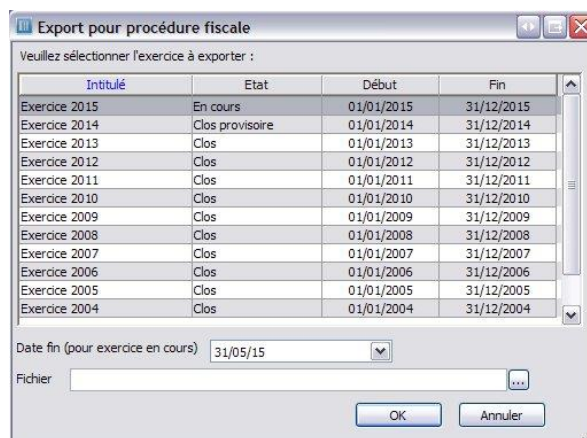 Export pour procédure fiscale
Veuillez sélectionner l'exercice à exporter :
Intitulé Etat Début Fin
Exercice 2015 En cours 01/01/2015 31/12/2015
Exercice 2014 Clos provisoire 01/01/2014 31/12/2014
Exercice 2013 Clos 01/01/2013 31/12/2013
Exercice 2012 Clos 01/01/2012 31/12/2012
Exercice 2011 Clos 01/01/2011 31/12/2011
Exercice 2010 Clos 01/01/2010 31/12/2010
Exercice 2009 Clos 01/01/2009 31/12/2009
Exercice 2008 Clos 01/01/2008 31/12/2008
Exercice 2007 Clos 01/01/2007 31/12/2007
Exercice 2006 Clos 01/01/2006 31/12/2006
Exercice 2005 Clos 01/01/2005 31/12/2005
Exercice 2004 Clos 01/01/2004 31/12/2004
Date fin (pour exercice en cours) 31/05/15
Fichier ...
OK Annuler